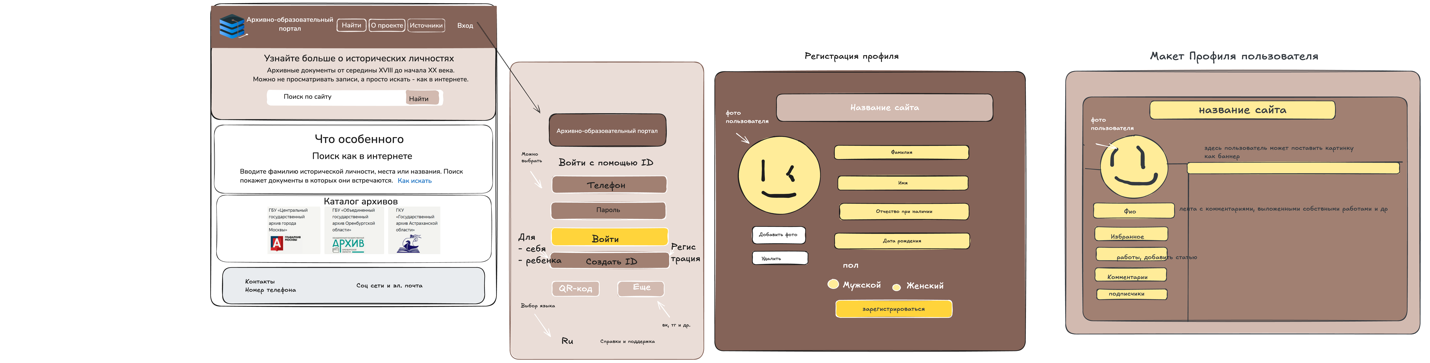 Архивно-образовательный
портал
Найти
О проекте
Источники
Вход
Узнайте больше о исторических личностях
Архивные документы от середины XVIII до начала XX века.
Можно не просматривать записи, а просто искать - как в интернете.
Поиск по сайту
Найти
Что особенного
Поиск как в интернете
Вводите фамилию исторической личности, места или названия. Поиск
покажет документы в которых они встречаются. Как искать
Каталог архивов
ГБУ «Центральный
государственный
архив города
Москвы»
ГБУ «Объединенный
государственный
архив Оренбургской
области»
АРХИВ
ГКУ
«Государственный
архив Астраханской
области»
Контакты
Номер телефона
Соц сети и эл. почта
Архивно-образовательный портал
Можно
выбрать
Войти с помощью ID
Телефон
Пароль
Войти
Для
- себя
- ребенка
Создать ID
Регис
трация
QR-код
Еще
Выбор языка
вк, тг и др.
Ru
Справки и поддержки
Регистрация профиля
Название сайта
фото
пользователя
Фамилия
Имя
Отчество при наличии
Дата рождения
Добавить фото
Удалить
пол
Мужской
Женский
зарегистрироваться
Макет Профиля пользователя
название сайта
фото
пользователя
здесь пользователь может поставить картинку
как баннер
Фио
лента с комментариями, выложенными собствными работами и др
Избранное
работы, добавить статью
Комментарии
подписчики